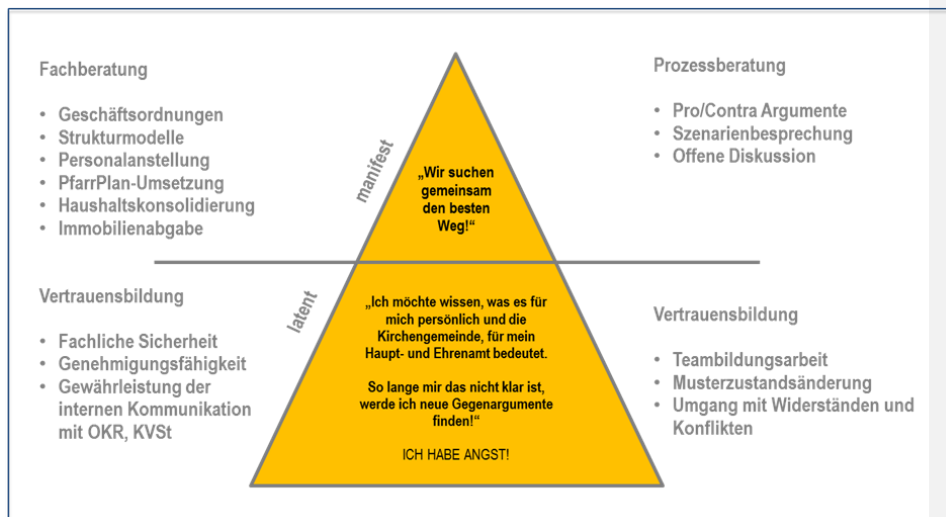 Fachberatung
• Geschäftsordnungen
• Strukturmodelle
• Personalanstellung
• PfarrPlan-Umsetzung
• Haushaltskonsolidierung
• Immobilienabgabe
Prozessberatung
• Pro/Contra Argumente
• Szenarienbesprechung
• Offene Diskussion
manifest
„Wir suchen
gemeinsam
den besten
Weg!“
Vertrauensbildung
• Fachliche Sicherheit
• Genehmigungsfähigkeit
• Gewährleistung der
internen Kommunikation
mit OKR, KVSt
latent
„Ich möchte wissen, was es für
mich persönlich und die
Kirchengemeinde, für mein
Haupt- und Ehrenamt bedeutet.
So lange mir das nicht klar ist,
werde ich neue Gegenargumente
finden!“
ICH HABE ANGST!
Vertrauensbildung
• Teambildungsarbeit
• Musterzustandsänderung
• Umgang mit Widerständen und
Konflikten